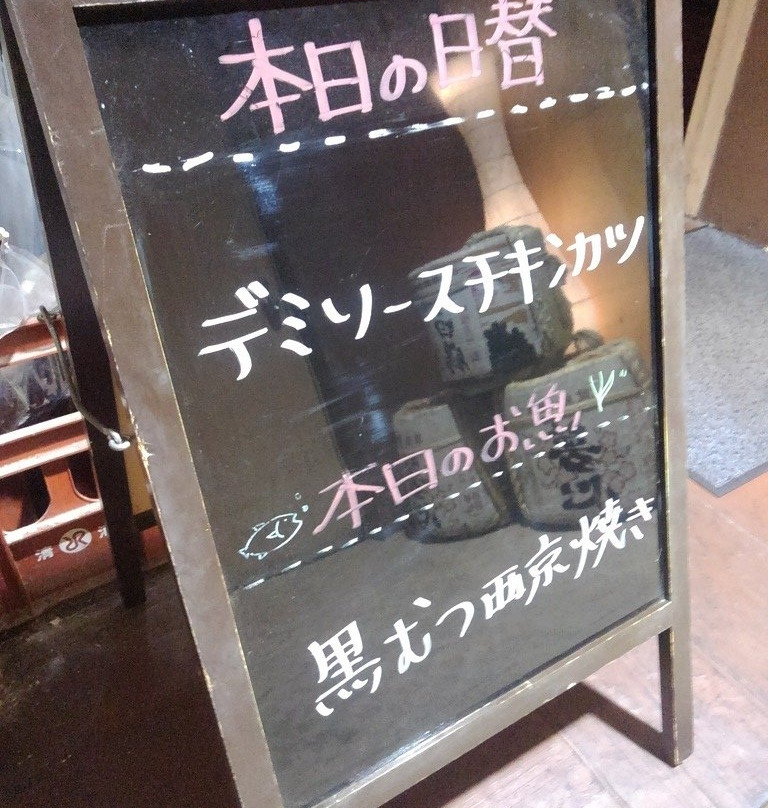 本日の日替
デミソースチキンカツ
本日のお魚
黒むつ西京焼き